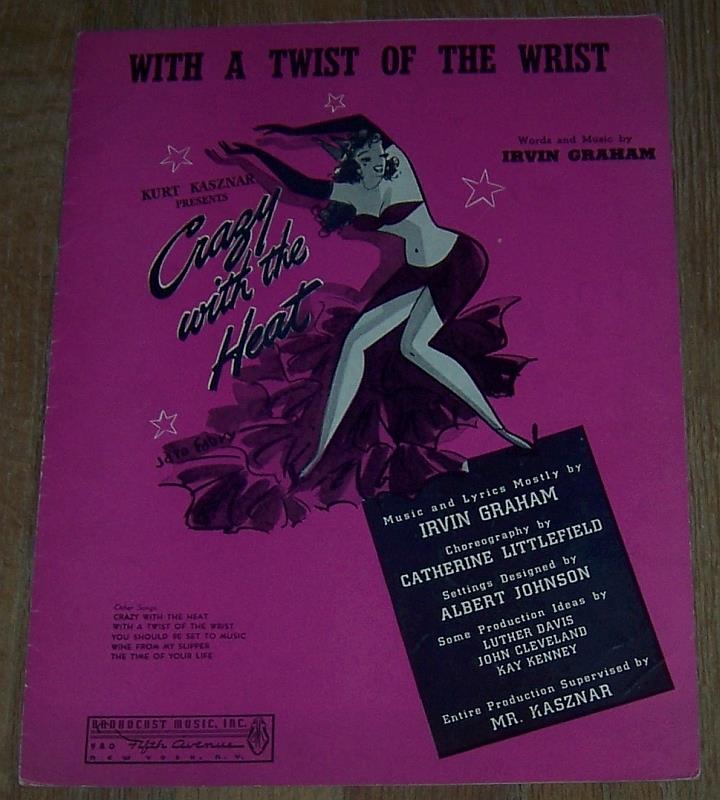 WITH A TWIST OF THE WRIST
Words and Music by
IRVIN GRAHAM
KURT KASZNAR
PRESENTS
Crazy
with the
Heat
Music and Lyrics Mostly by
IRVIN GRAHAM
Choreography by
CATHERINE LITTLEFIELD
Settings Designed by
ALBERT JOHNSON
Some Production Ideas by
LUTHER DAVIS
JOHN CLEVELAND
KAY KENNEY
Entire Production Supervised by
MR. KASZNAR
Other Songs
CRAZY WITH THE HEAT
WITH A TWIST OF THE WRIST
YOU SHOULD BE SET TO MUSIC
WINE FROM MY SLIPPER
THE TIME OF YOUR LIFE
BROADCAST MUSIC, INC.
580 Fifth Avenue
NEW YORK, N.Y.